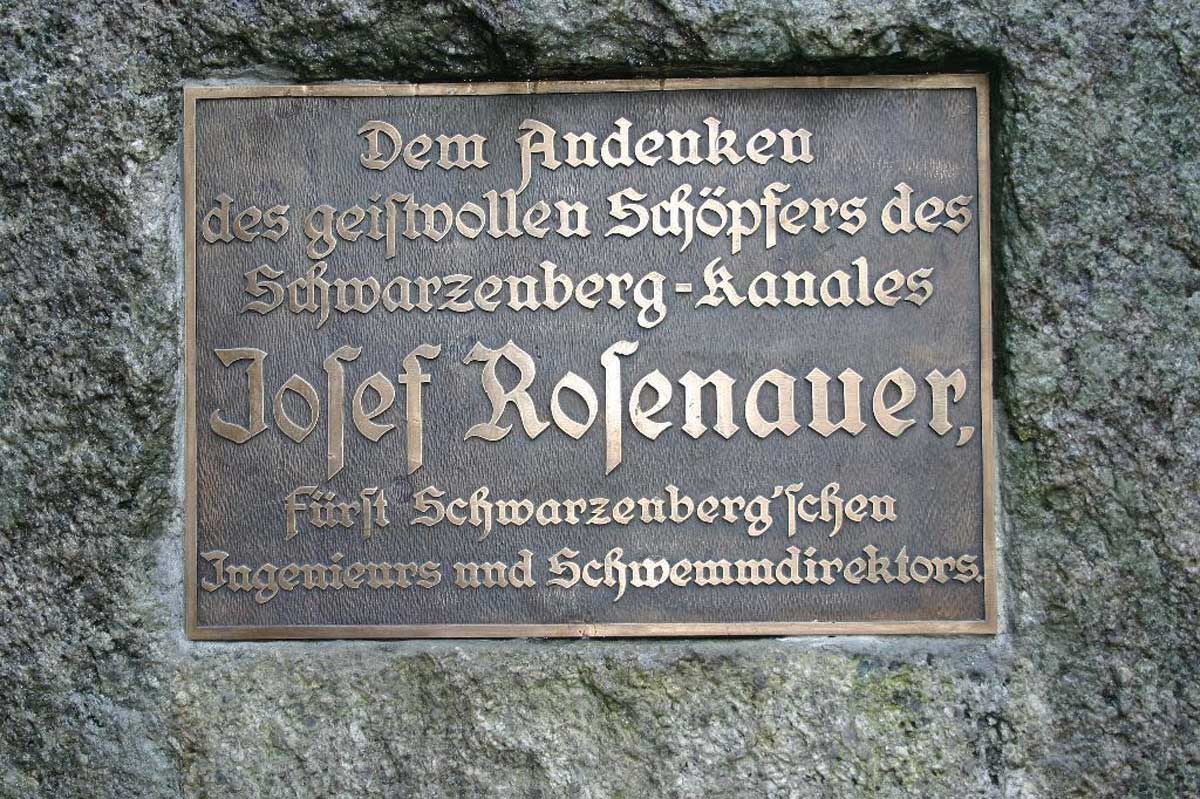 Dem Andenken
des geistvollen Schöpfers des
Schwarzenberg-Kanales
Josef Rosenauer,
Fürst Schwarzenberg'schen
Ingenieurs und Schwemmdirektors.